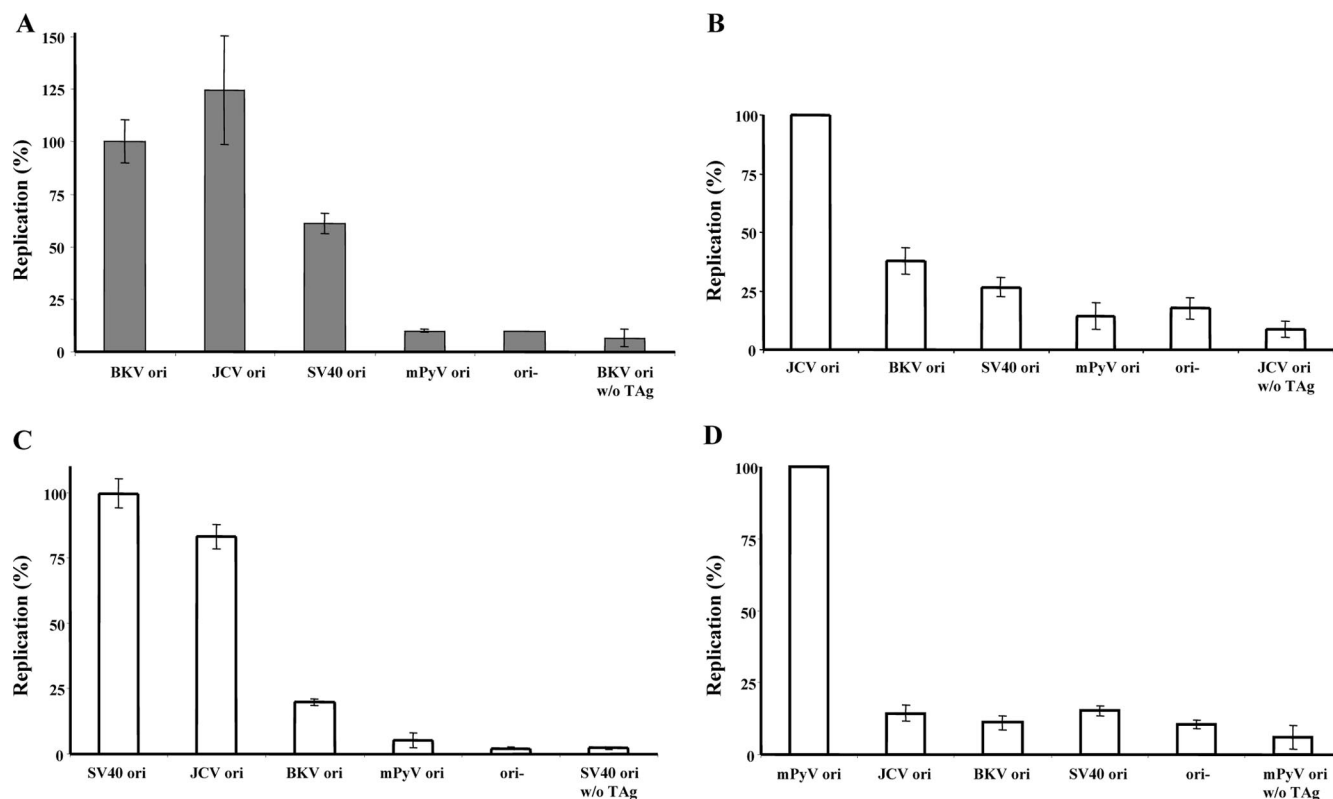 A
Replication (%)
150
125
100
75
50
25
0
BKV ori JCV ori SV40 ori mPyV ori ori- BKV ori
w/o TAg
B
Replication (%)
100
75
50
25
0
JCV ori BKV ori SV40 ori mPyV ori ori- JCV ori
w/o TAg
C
Replication (%)
100
75
50
25
0
SV40 ori JCV ori BKV ori mPyV ori ori- SV40 ori
w/o TAg
D
Replication (%)
100
75
50
25
0
mPyV ori JCV ori BKV ori SV40 ori ori- mPyV ori
w/o TAg